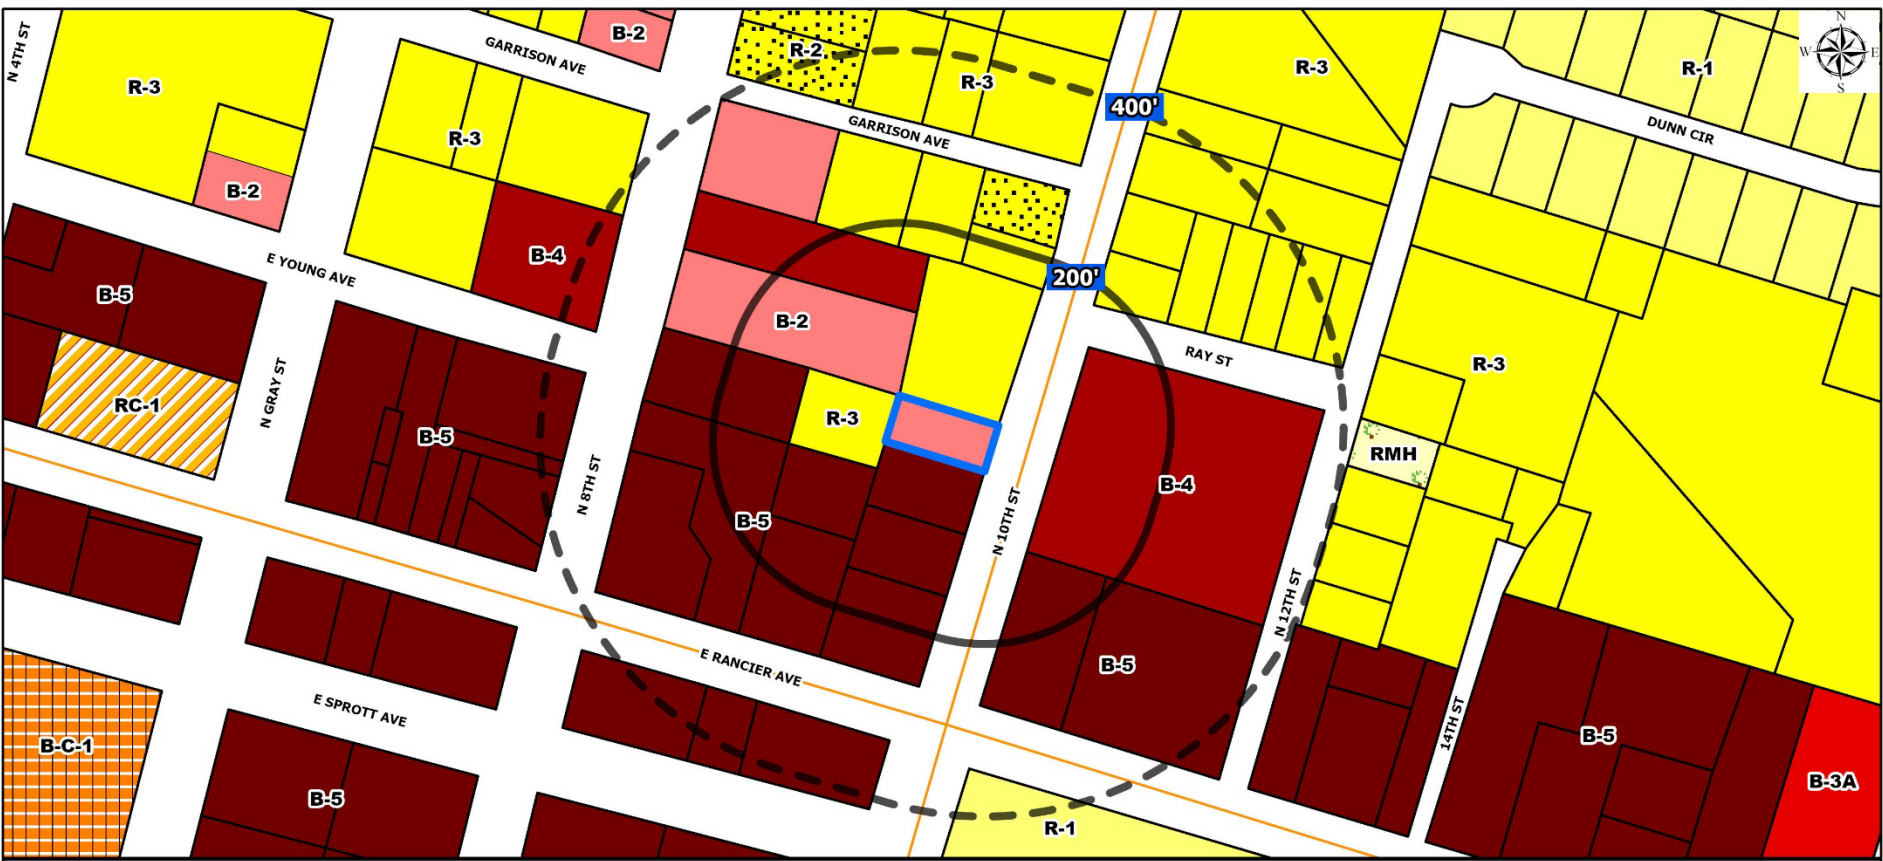 N 4TH ST
B-2
GARRISON AVE
R-2
R-3
R-3
R-1
N
W E
S
R-3
400'
GARRISON AVE
DUNN CIR
R-3
B-2
B-4
E YOUNG AVE
200'
B-5
B-2
RAY ST
R-3
N GRAY ST
RC-1
R-3
B-5
RMH
N 8TH ST
B-4
B-5
N 10TH ST
N 12TH ST
E RANCIER AVE
B-5
E SPROTT AVE
14TH ST
B-5
B-C-1
B-3A
B-5
R-1